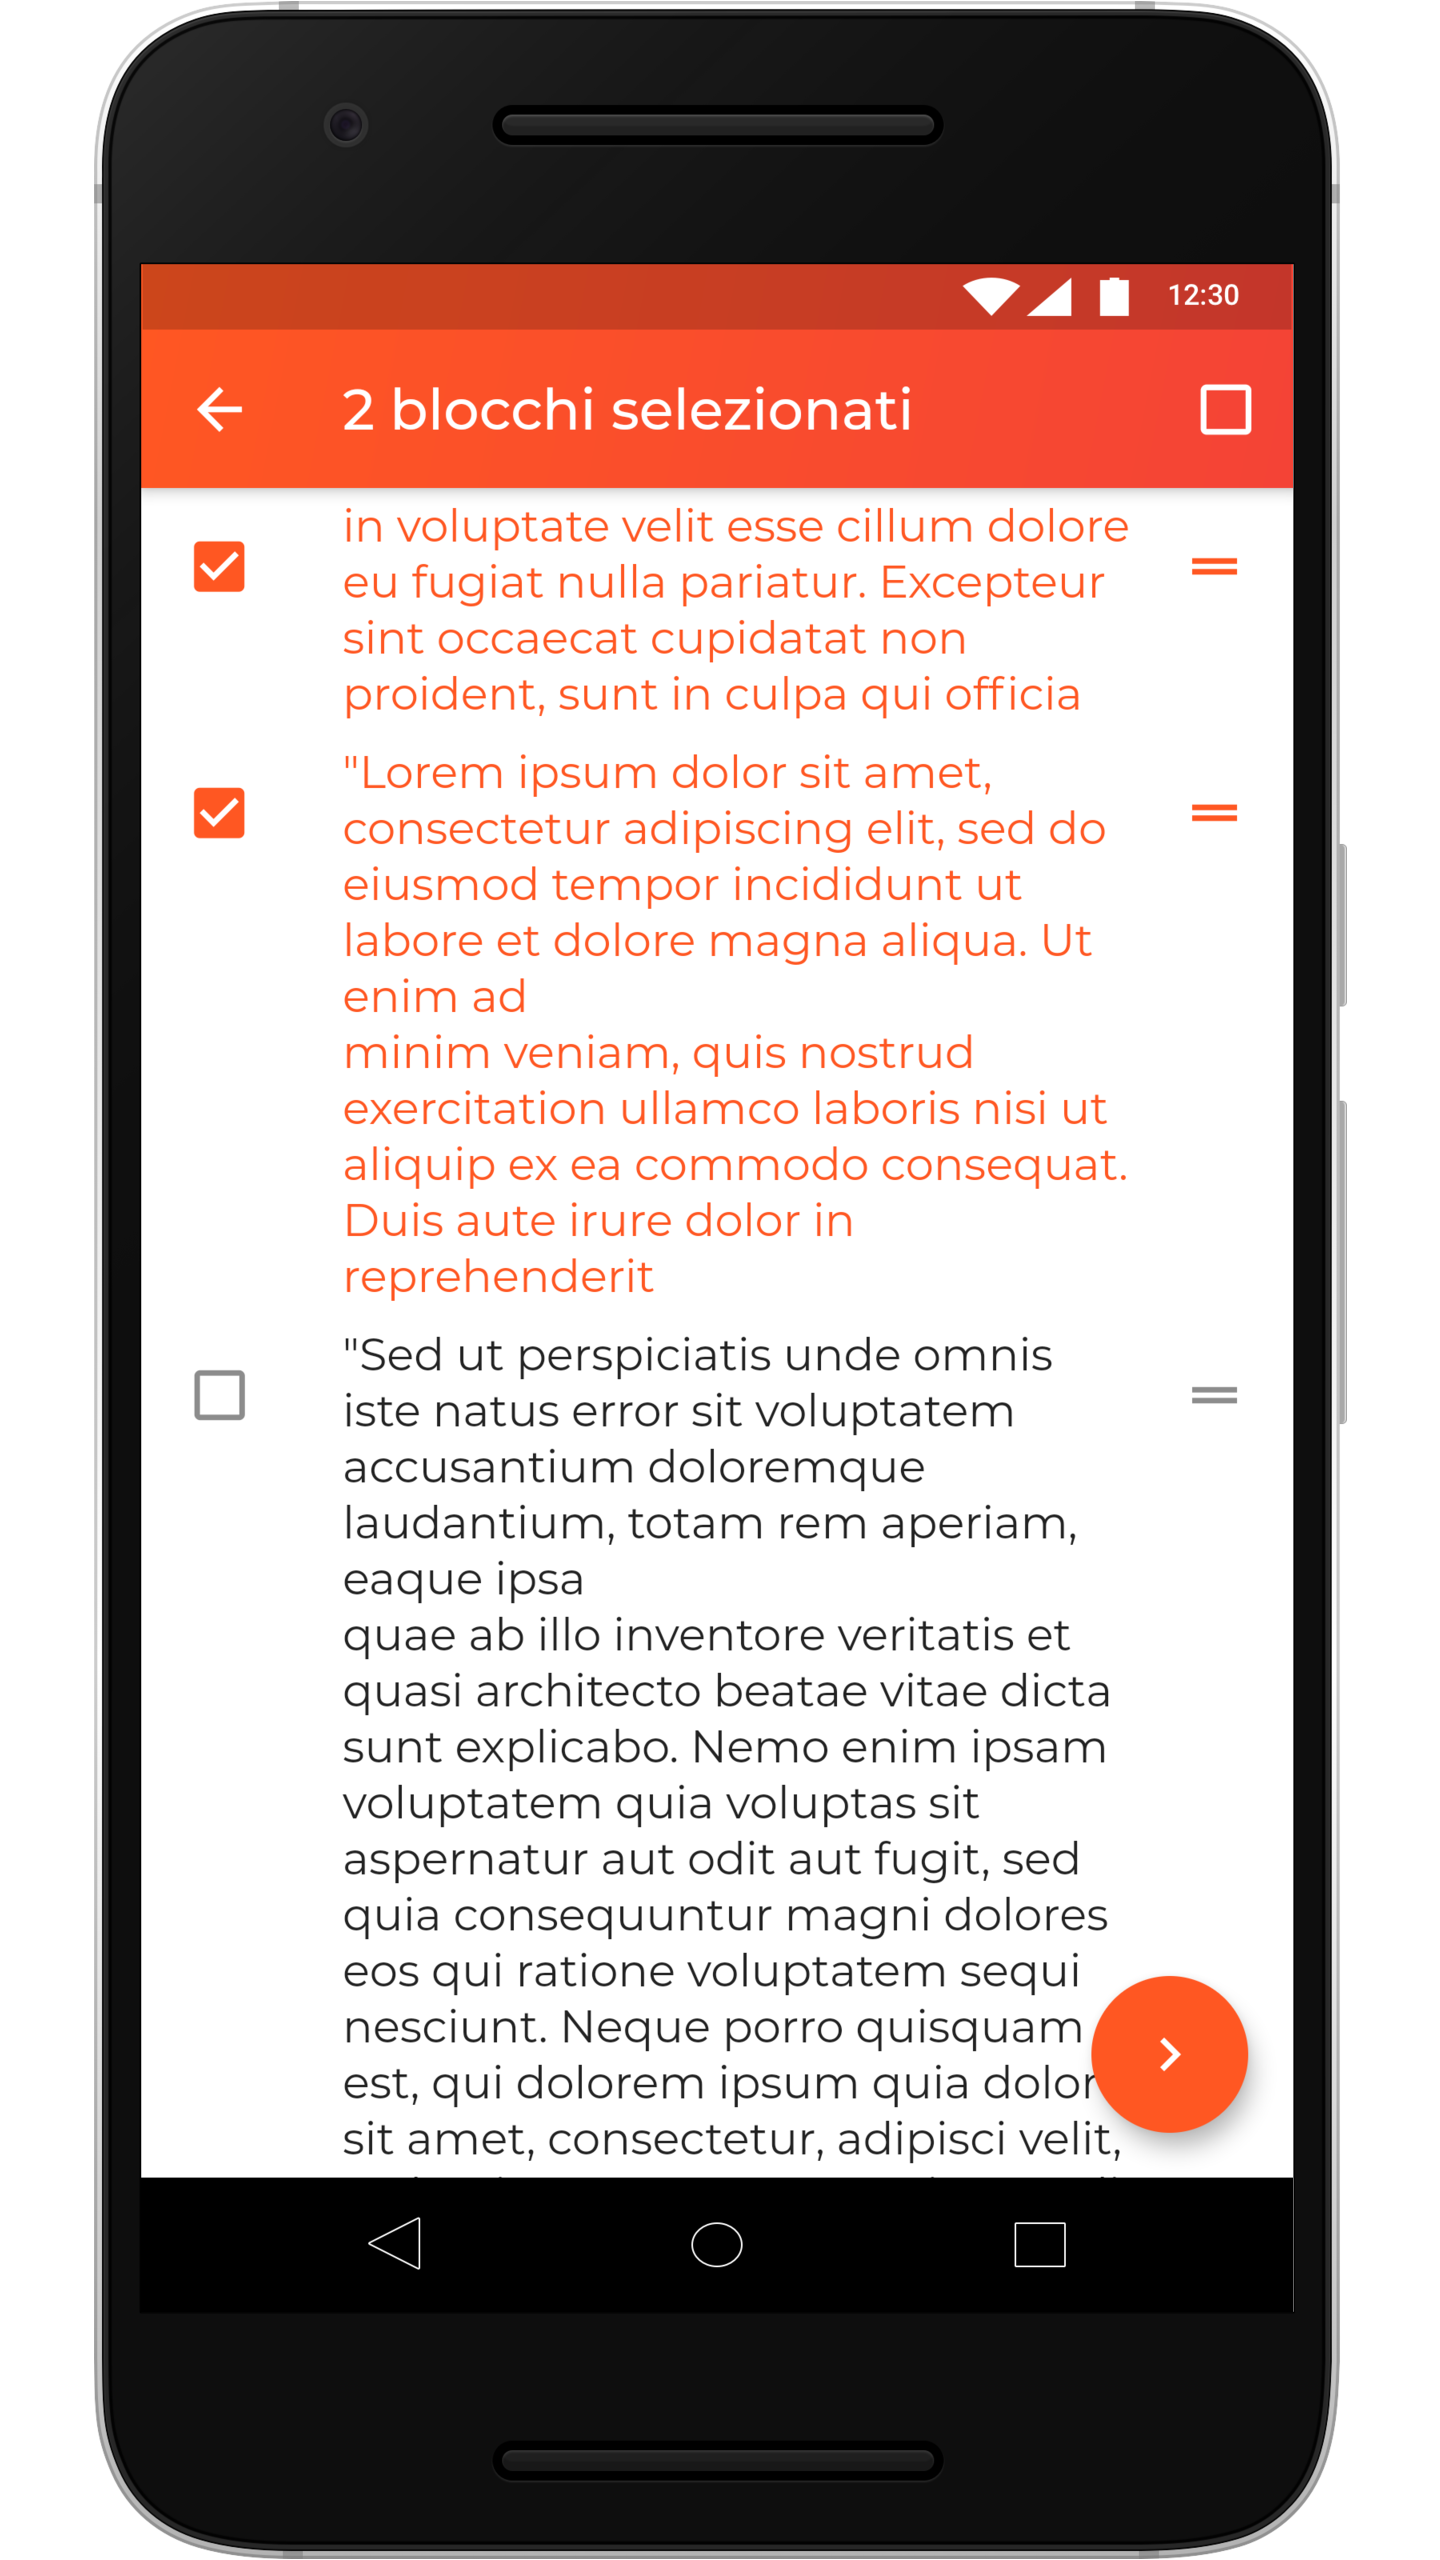 12:30
2 blocchi selezionati
in voluptate velit esse cillum dolore
eu fugiat nulla pariatur. Excepteur
sint occaecat cupidatat non
proident, sunt in culpa qui officia
"Lorem ipsum dolor sit amet,
consectetur adipiscing elit, sed do
eiusmod tempor incididunt ut
labore et dolore magna aliqua. Ut
enim ad
minim veniam, quis nostrud
exercitation ullamco laboris nisi ut
aliquip ex ea commodo consequat.
Duis aute irure dolor in
reprehenderit
"Sed ut perspiciatis unde omnis
iste natus error sit voluptatem
accusantium doloremque
laudantium, totam rem aperiam,
eaque ipsa
quae ab illo inventore veritatis et
quasi architecto beatae vitae dicta
sunt explicabo. Nemo enim ipsam
voluptatem quia voluptas sit
aspernatur aut odit aut fugit, sed
quia consequuntur magni dolores
eos qui ratione voluptatem sequi
nesciunt. Neque porro quisquam
est, qui dolorem ipsum quia dolor
sit amet, consectetur, adipisci velit,